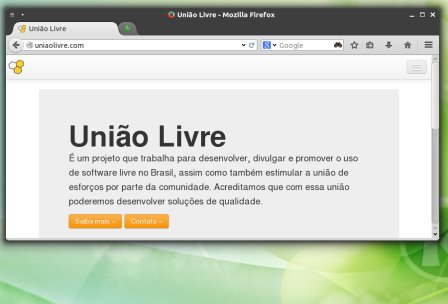 União Livre - Mozilla Firefox
União Livre
uniaolivre.com
Google
União Livre
É um projeto que trabalha para desenvolver, divulgar e promover o uso
de software livre no Brasil, assim como também estimular a união de
esforços por parte da comunidade. Acreditamos que com essa união
poderemos desenvolver soluções de qualidade.
Saiba mais »
Contato »